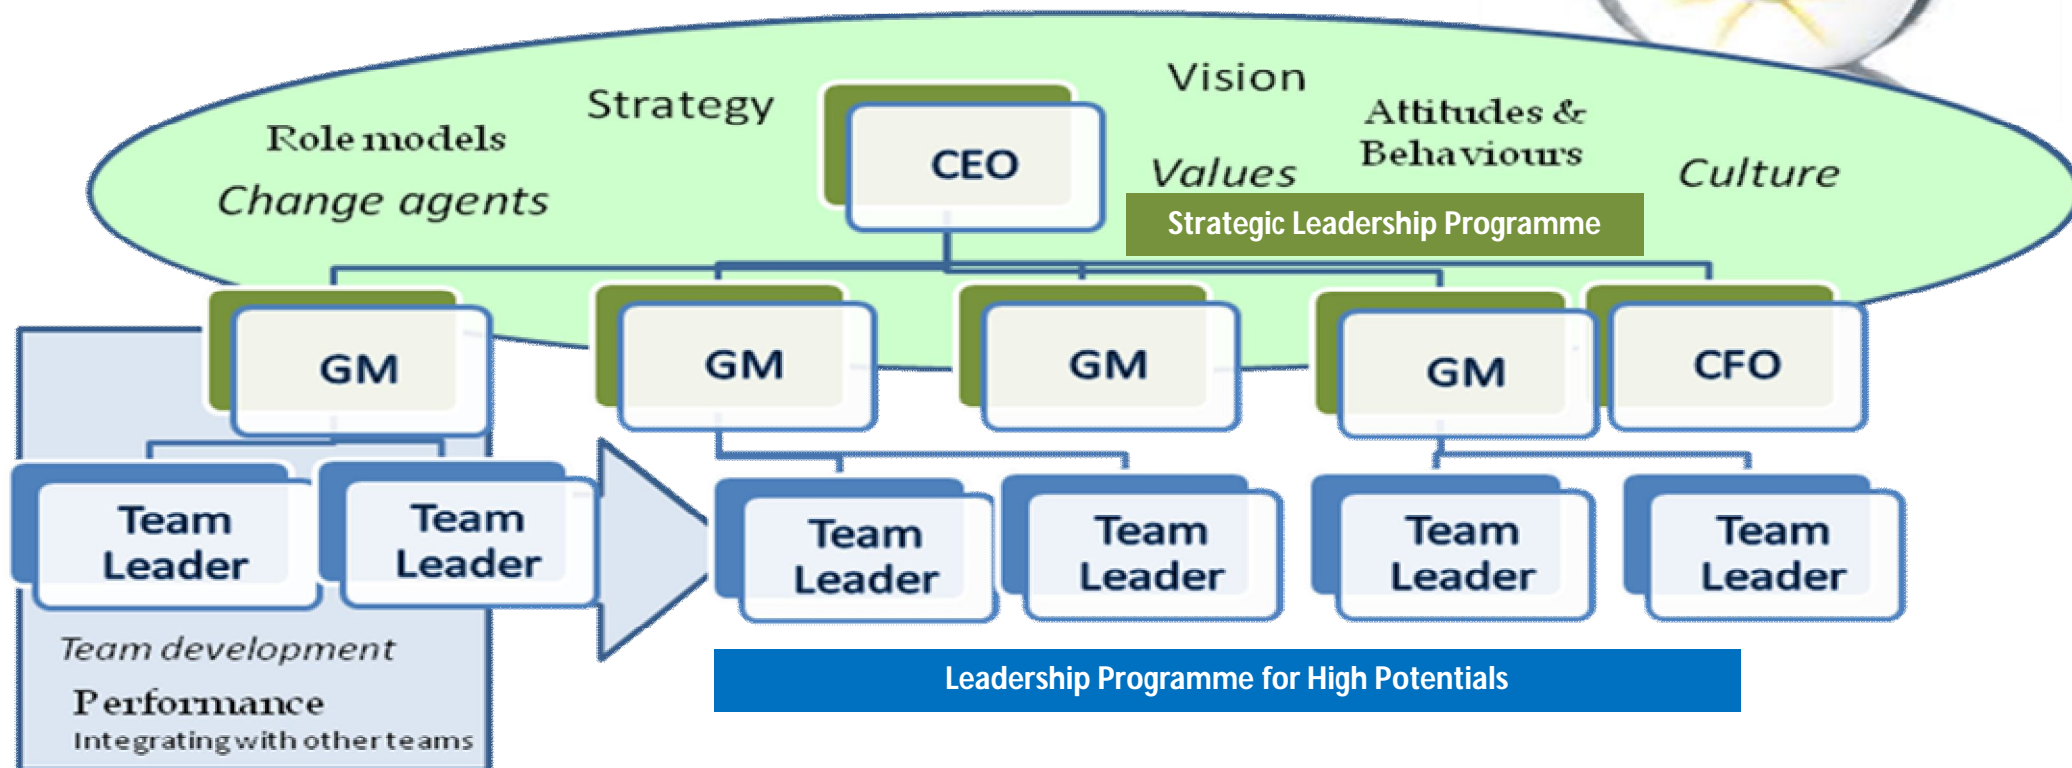 Vision
Strategy
Attitudes &
Behaviours
Role models
Change agents
CEO
Values
Culture
Strategic Leadership Programme
GM
GM
GM
GM
CFO
Team
Leader
Team
Leader
Team
Leader
Team
Leader
Team
Leader
Team
Leader
Team development
Performance
Integrating with other teams
Leadership Programme for High Potentials